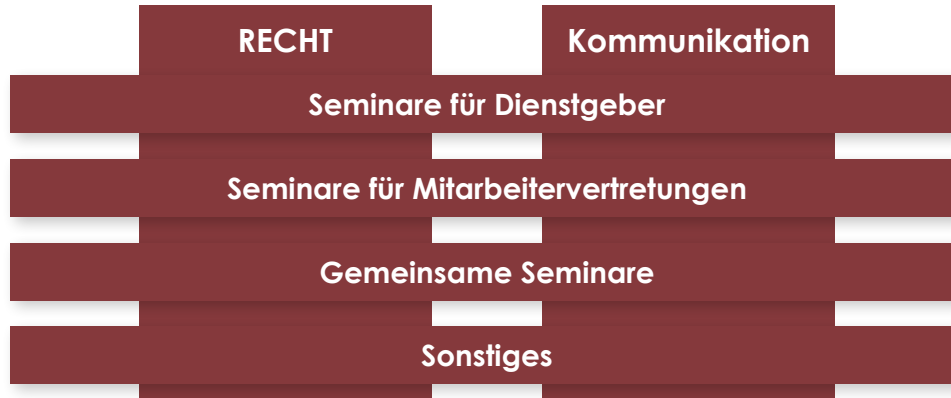 RECHT
Kommunikation
Seminare für Dienstgeber
Seminare für Mitarbeitervertretungen
Gemeinsame Seminare
Sonstiges